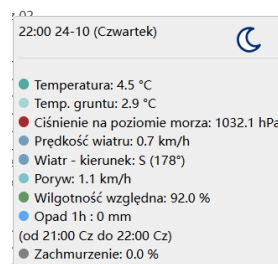 22:00 24-10 (Czwartek)
Temperatura: 4.5 °C
Temp. gruntu: 2.9 °C
Ciśnienie na poziomie morza: 1032.1 hPa
Prędkość wiatru: 0.7 km/h
Wiatr - kierunek: S (178°)
Poryw: 1.1 km/h
Wilgotność względna: 92.0 %
Opad 1h : 0 mm
(od 21:00 Cz do 22:00 Cz)
Zachmurzenie: 0.0 %